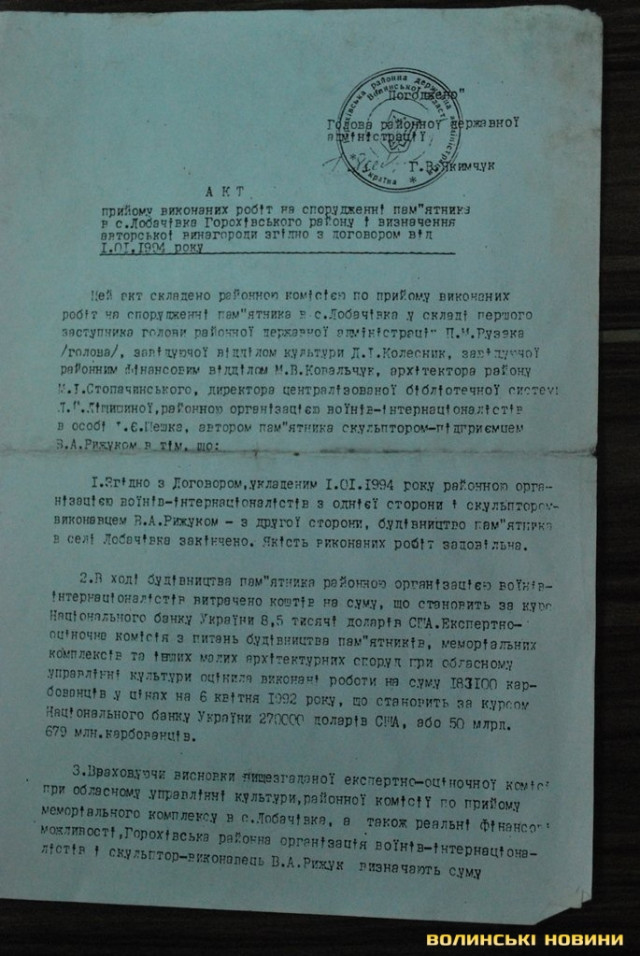 Погоджено"
Голова районної державної
адміністрації
Г.В.Якимчук
Україна
А К Т
прийому виконаних робіт на спорудженні пам"ятника
в с.Лобачівка Горохівського району і визначення
авторської винагороди згідно з договором від
1.01.1994 року
Цей акт складено районною комісією по прийому виконаних
робіт на спорудженні пам"ятника в с.Лобачівка у складі першого
заступника голови районної державної адміністрації П.М.Рузака
/голова/, завідуючої відділом культури Л.І.Колесник, завідуючої
районним фінансовим відділом М.В.Ковальчук, архітектора району
М.І.Стопачинського, директора централізованої бібліотечної систем
районною організацією воїнів-інтернаціоналістів
в особі Пешка, автором пам"ятника скульптором-підприємцем
В.А.Рижуком в тім, що:
1.Згідно з Договором,укладеним 1.01.1994 року районною орга-
нізацією воїнів-інтернаціоналістів з однієї сторони і скульптором-
виконавцем В.А.Рижуком - з другої сторони, будівництво пам"ятника
в селі Лобачівка закінчено. Якість виконаних робіт задовільна.
2.В ході будівництва пам"ятника районною організацією воїнів-
-інтернаціоналістів витрачено коштів на суму, що становить за курсо
Національного банку України 8,5 тисячі доларів США.Експертно-
оціночна комісія з питань будівництва пам"ятників, меморіальних
комплексів та інших малих архітектурних споруд при обласному
управлінні культури оцінила виконані роботи на суму 183100 кар-
бованців у цінах на 6 квітня 1992 року, що становить за курсом
Національного банку України 270000 доларів США, або 50 млрд.
679 млн.карбованців.
3.Враховуючи висновки вищезгаданої експертно-оціночної коміс
при обласному управлінні культури,районної комісії по прийому
меморіального комплексу в с.Лобачівка, а також реальні фінансо
можливості,Горохівська районна організація воїнів-інтернаціона-
лістів і скульптор-виконавець В.А.Рижук визначають суму
ВОЛИНСЬКІ НОВИНИ